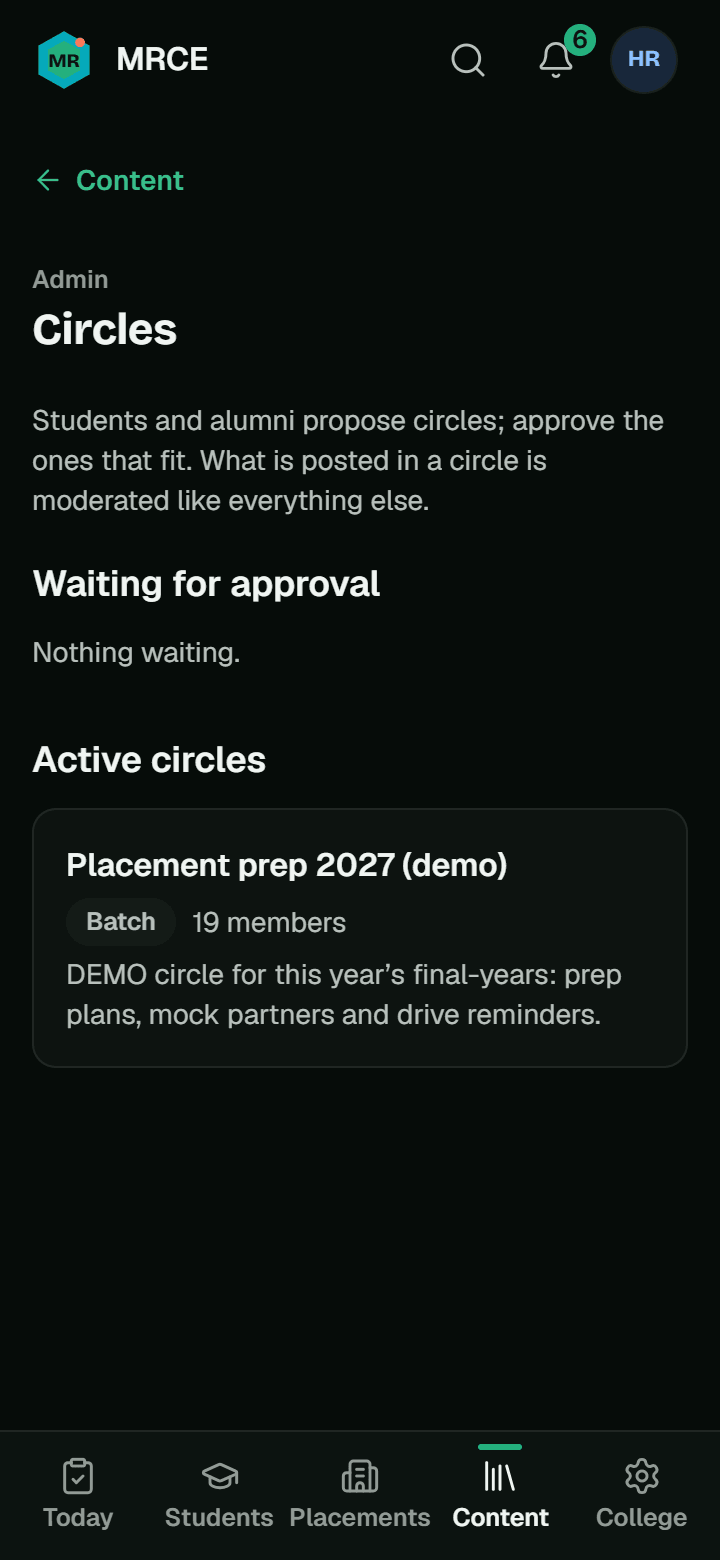 MR
MRCE
6
HR
Content
Admin
Circles
Students and alumni propose circles; approve the
ones that fit. What is posted in a circle is
moderated like everything else.
Waiting for approval
Nothing waiting.
Active circles
Placement prep 2027 (demo)
Batch 19 members
DEMO circle for this year’s final-years: prep
plans, mock partners and drive reminders.
Today Students Placements Content College